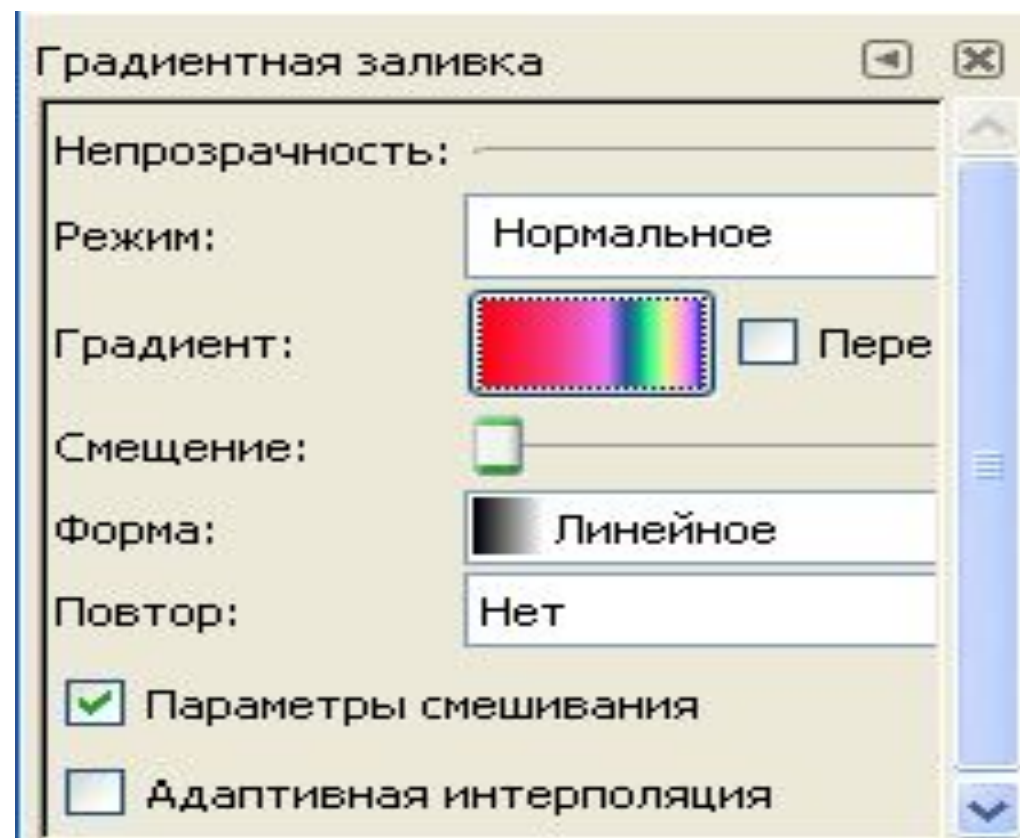 Градиентная заливка
Непрозрачность:
Режим: Нормальное
Градиент: Пере
Смещение:
Форма: Линейное
Повтор: Нет
Параметры смешивания
Адаптивная интерполяция